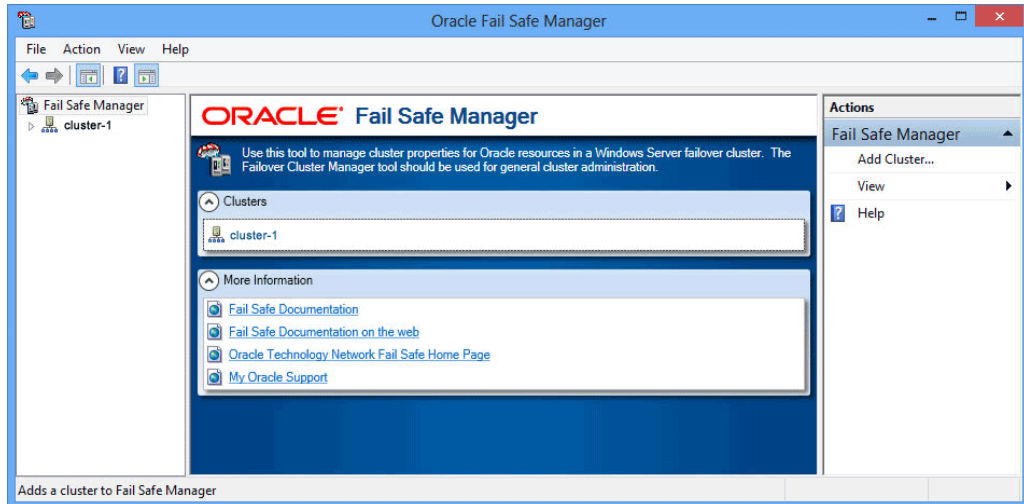 Oracle Fail Safe Manager
File Action View Help
Fail Safe Manager
cluster-1
ORACLE Fail Safe Manager
Use this tool to manage cluster properties for Oracle resources in a Windows Server failover cluster. The
Failover Cluster Manager tool should be used for general cluster administration.
Clusters
cluster-1
More Information
Fail Safe Documentation
Fail Safe Documentation on the web
Oracle Technology Network Fail Safe Home Page
My Oracle Support
Actions
Fail Safe Manager
Add Cluster...
View
Help
Adds a cluster to Fail Safe Manager